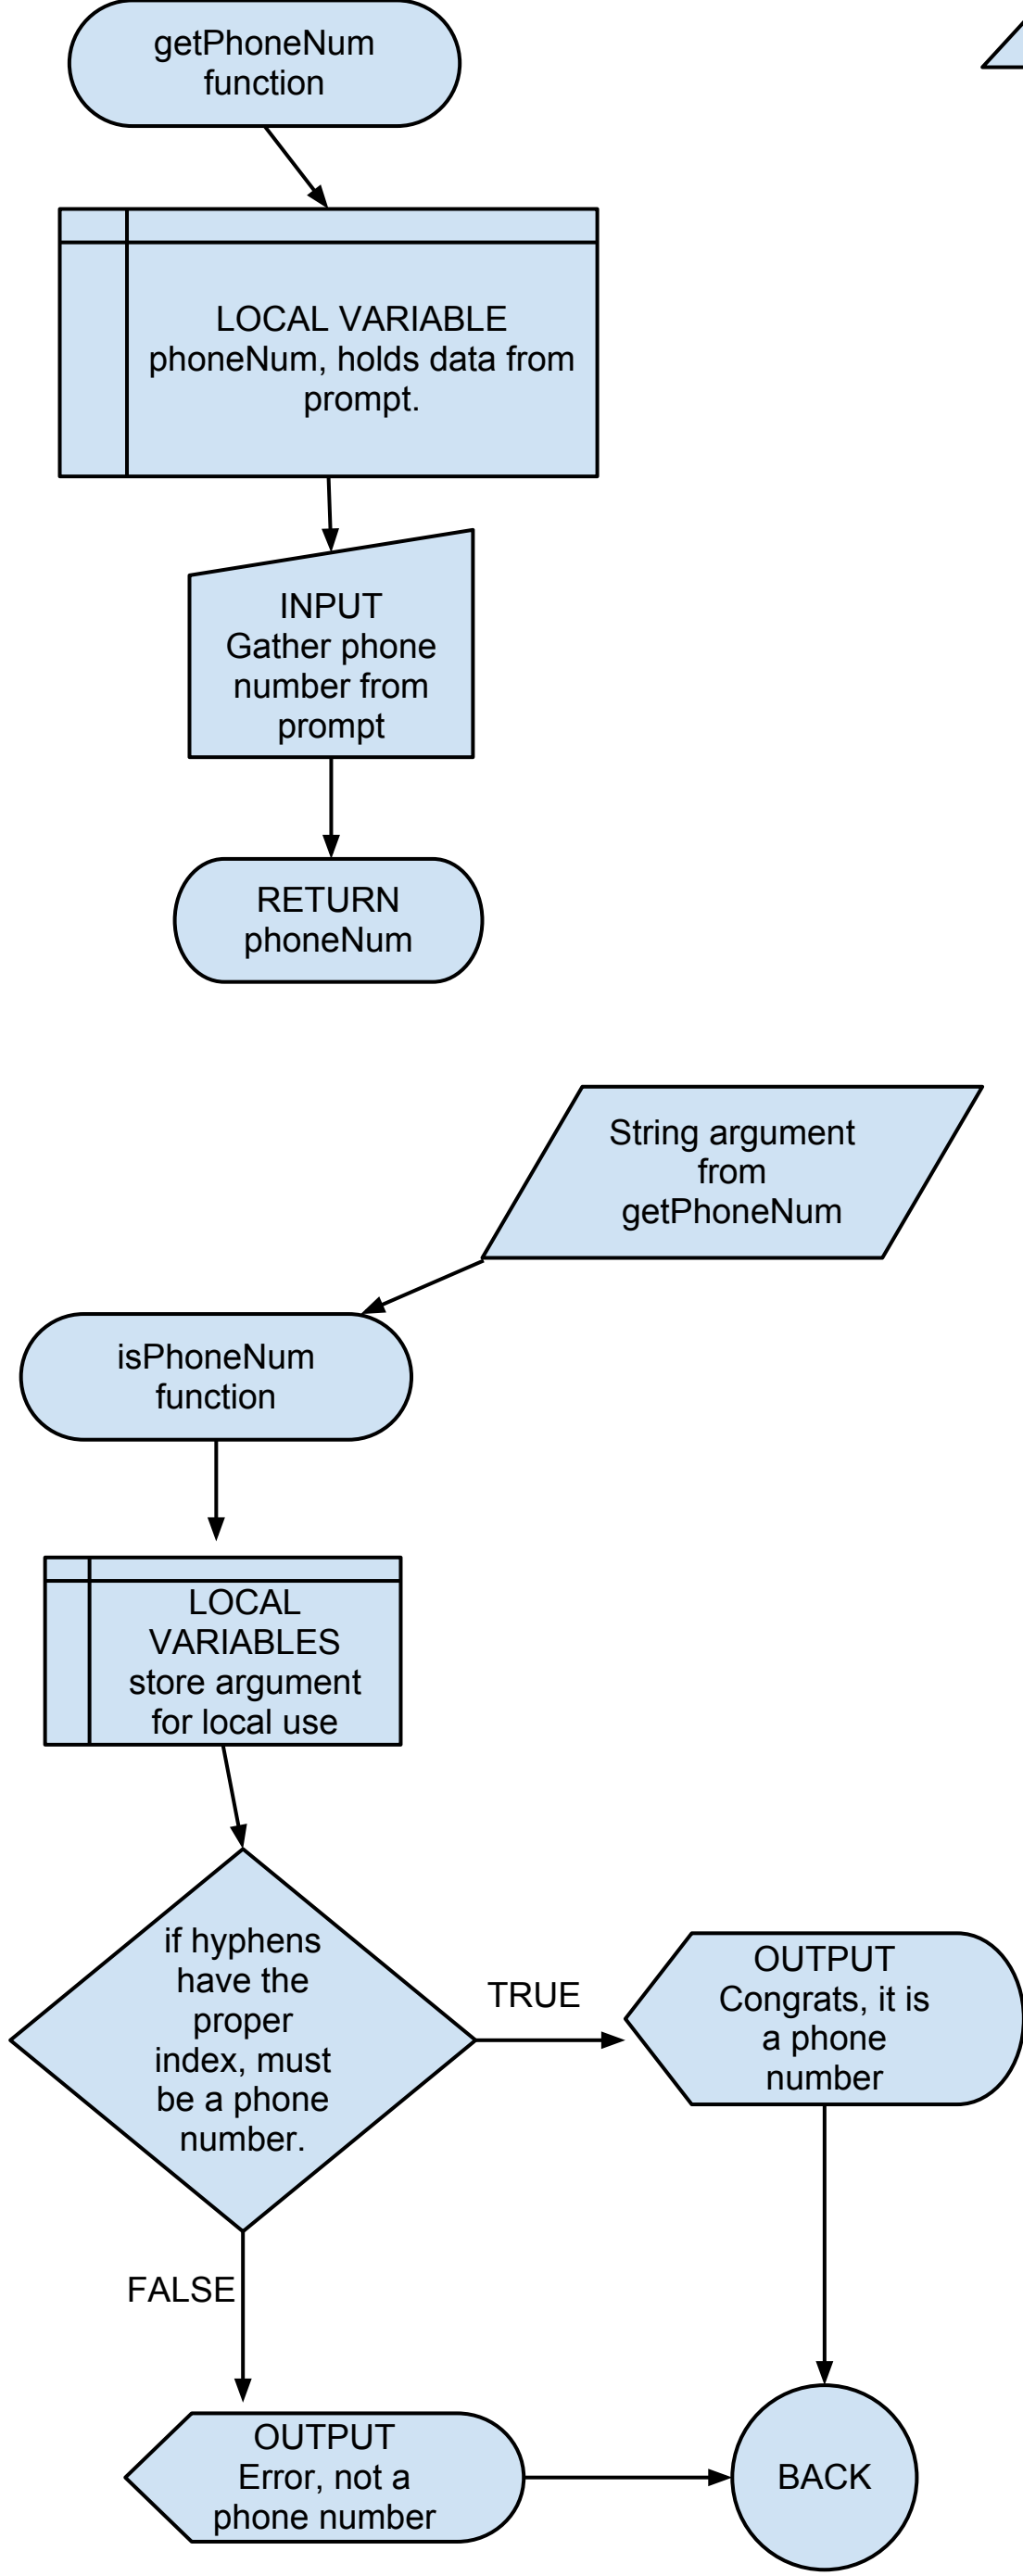 getPhoneNum
function
LOCAL VARIABLE
phoneNum, holds data from
prompt.
INPUT
Gather phone
number from
prompt
RETURN
phoneNum
String argument
from
getPhoneNum
isPhoneNum
function
LOCAL
VARIABLES
store argument
for local use
if hyphens
have the
proper
index, must
be a phone
number.
TRUE
OUTPUT
Congrats, it is
a phone
number
FALSE
OUTPUT
Error, not a
phone number
BACK